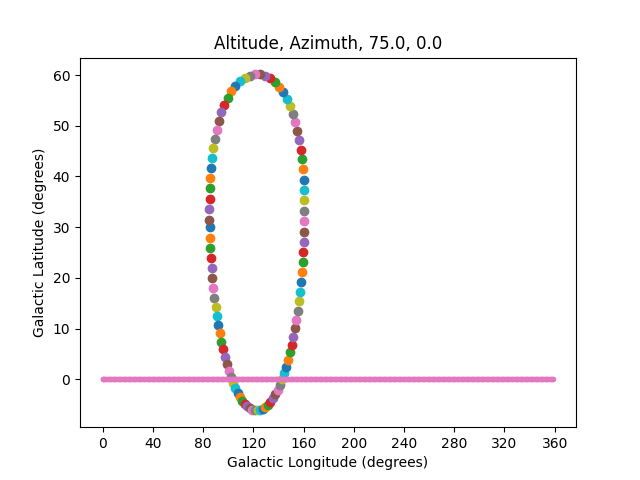 Altitude, Azimuth, 75.0, 0.0
60
50
40
30
20
10
0
Galactic Latitude (degrees)
0 40 80 120 160 200 240 280 320 360
Galactic Longitude (degrees)